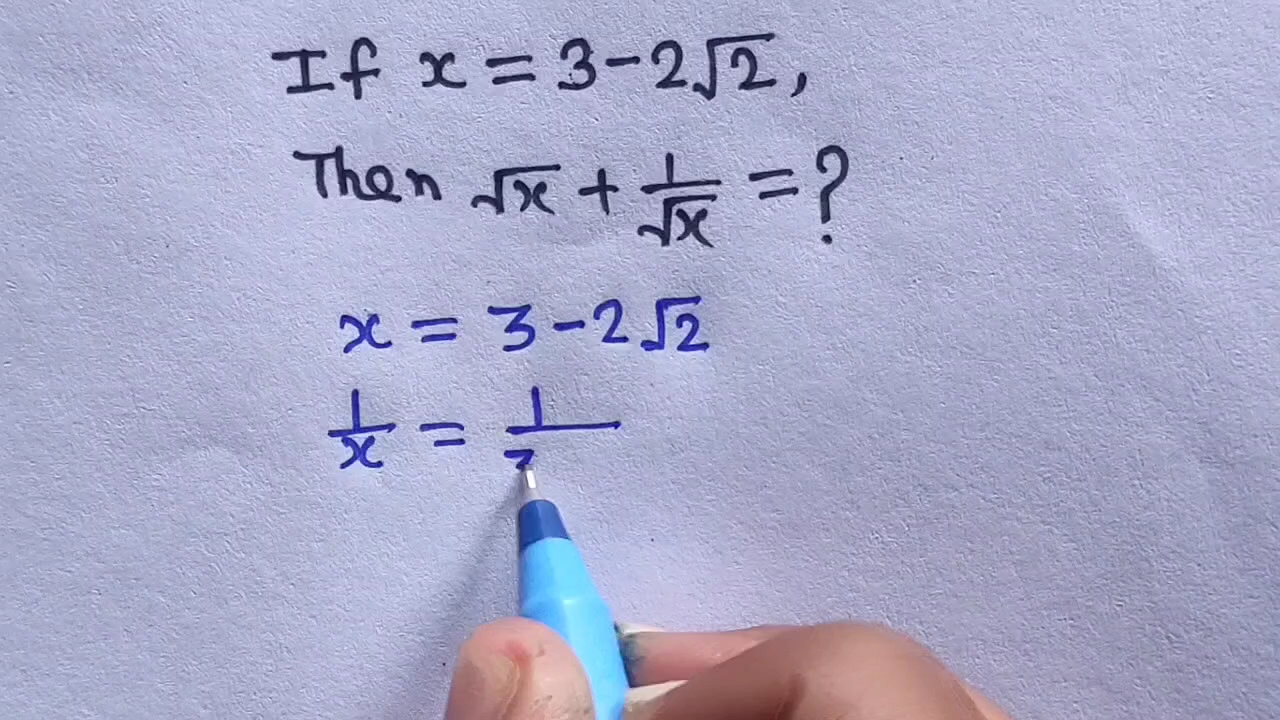 If x = 3-2√2,
Then √x + 1/√x = ?
x = 3-2√2
1/x = 1/